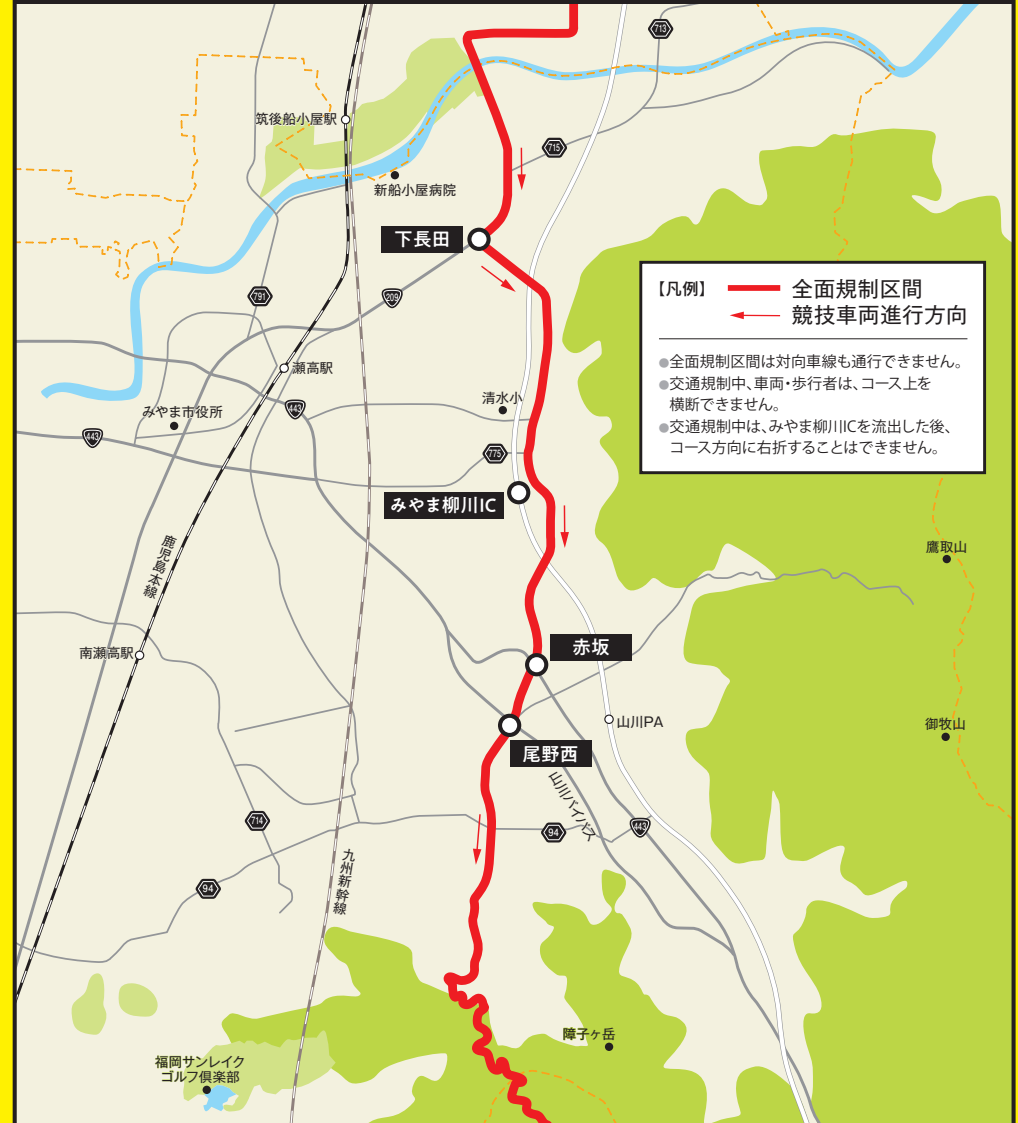 713
筑後船小屋駅
715
新船小屋病院
下長田
【凡例】
全面規制区間
競技車両進行方向
●全面規制区間は対向車線も通行できません。
●交通規制中、車両・歩行者は、コース上を
横断できません。
●交通規制中は、みやま柳川ICを流出した後、
コース方向に右折することはできません。
791
209
瀬高駅
清水小
みやま市役所
443
443
775
みやま柳川IC
鹿児島本線
鷹取山
南瀬高駅
赤坂
山川PA
御牧山
尾野西
山川バイパス
714
94
443
九州新幹線
94
障子ヶ岳
福岡サンレイク
ゴルフ倶楽部